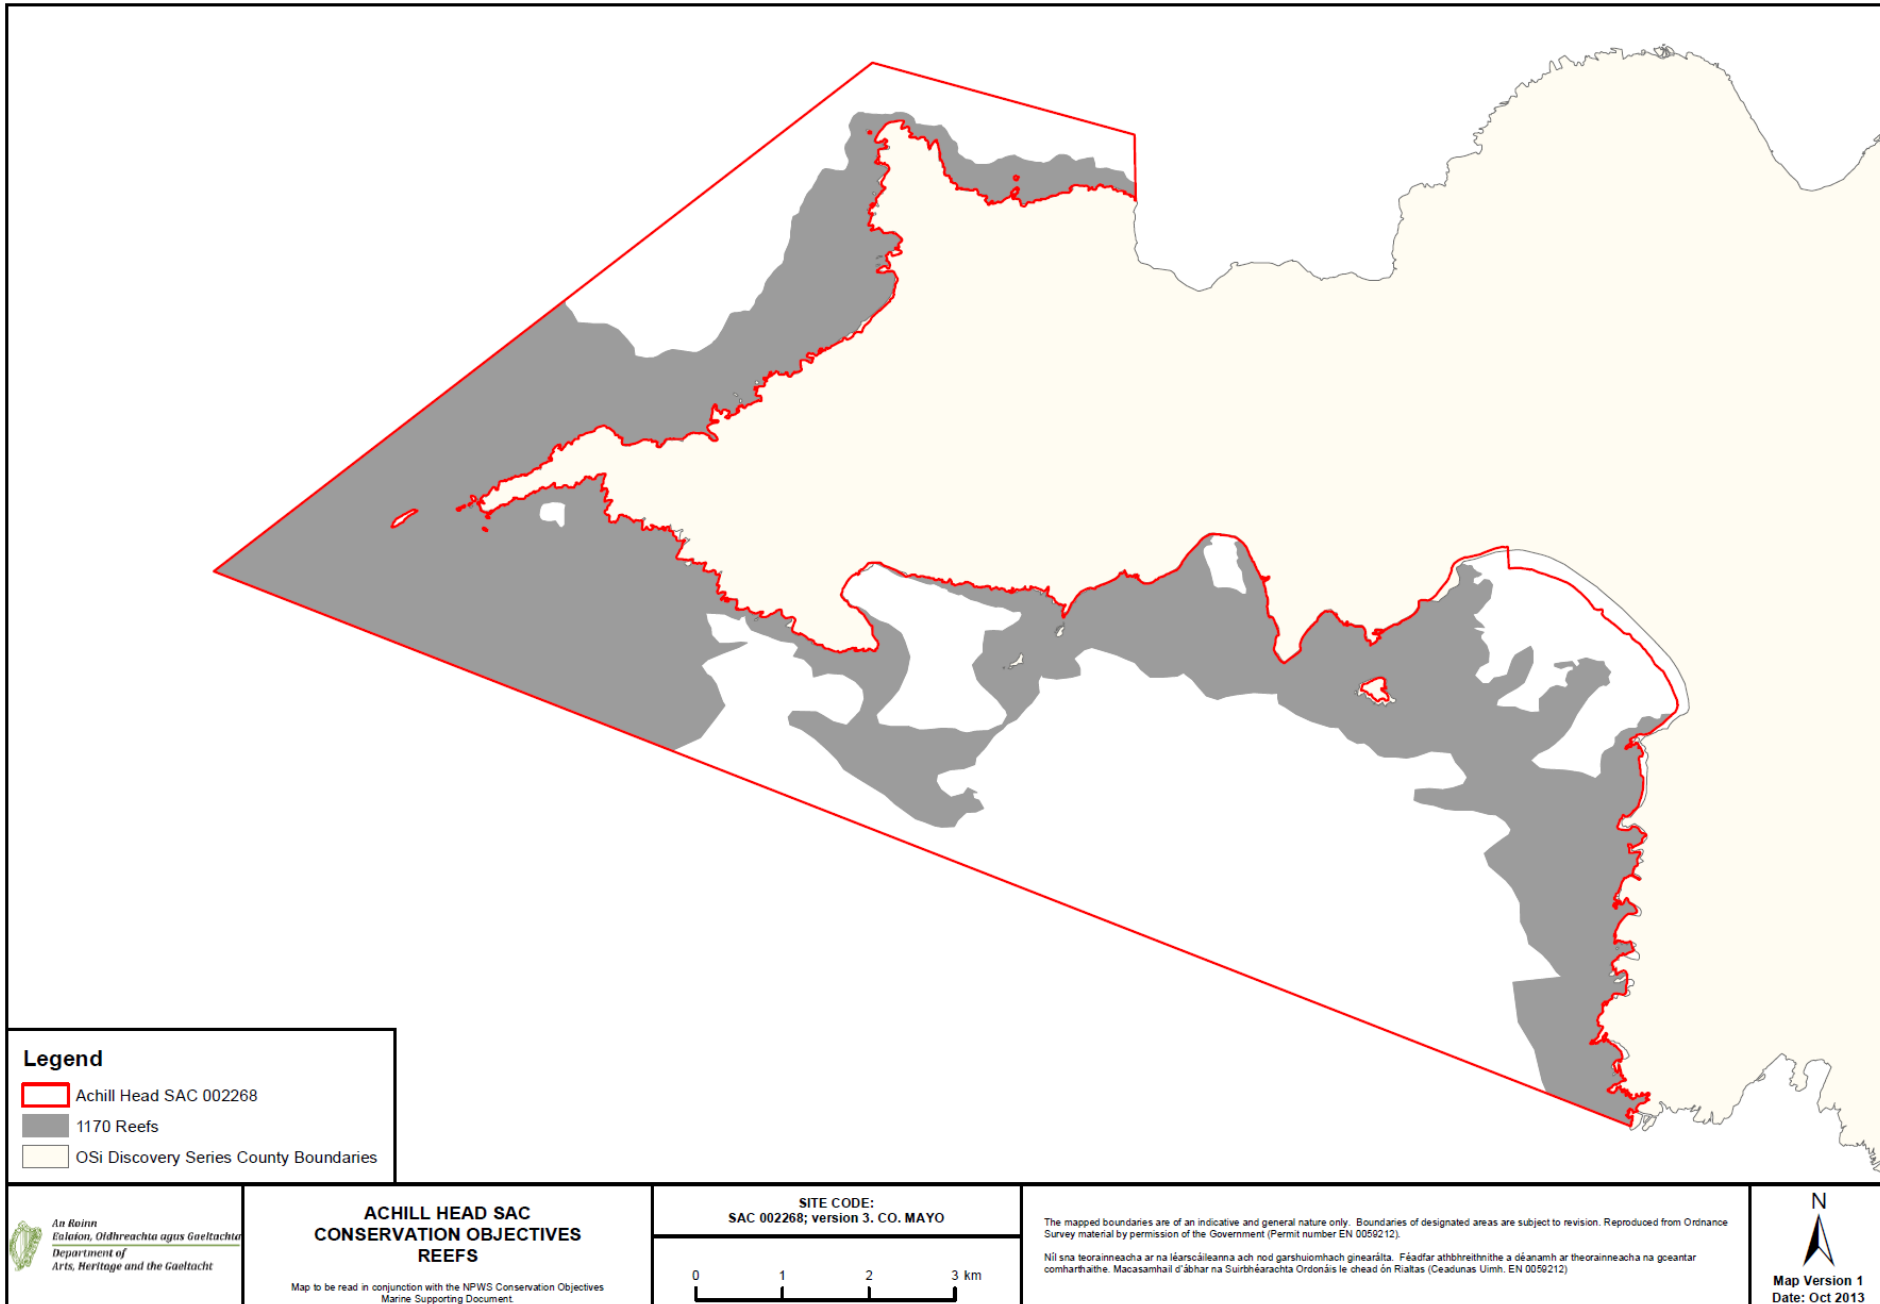 Legend
Achill Head SAC 002268
1170 Reefs
OSi Discovery Series County Boundaries
An Roinn
Ealaíon, Oidhreachta agus Gaeltachta
Department of
Arts, Heritage and the Gaeltacht
ACHILL HEAD SAC
CONSERVATION OBJECTIVES
REEFS
Map to be read in conjunction with the NPWS Conservation Objectives
Marine Supporting Document.
SITE CODE:
SAC 002268; version 3. CO. MAYO
0 1 2 3 km
The mapped boundaries are of an indicative and general nature only. Boundaries of designated areas are subject to revision. Reproduced from Ordnance
Survey material by permission of the Government (Permit number EN 0059212).
Níl sna teorainneacha ar na léarscáileanna ach nod garshuiomhach ginearálta. Féadfar athbhreithnithe a déanamh ar theorainneacha na gceantar
comharthaithe. Macasamhail d'ábhar na Suirbhéarachta Ordonáis le chead ón Rialtas (Ceadunas Uimh. EN 0059212)
N
Map Version 1
Date: Oct 2013